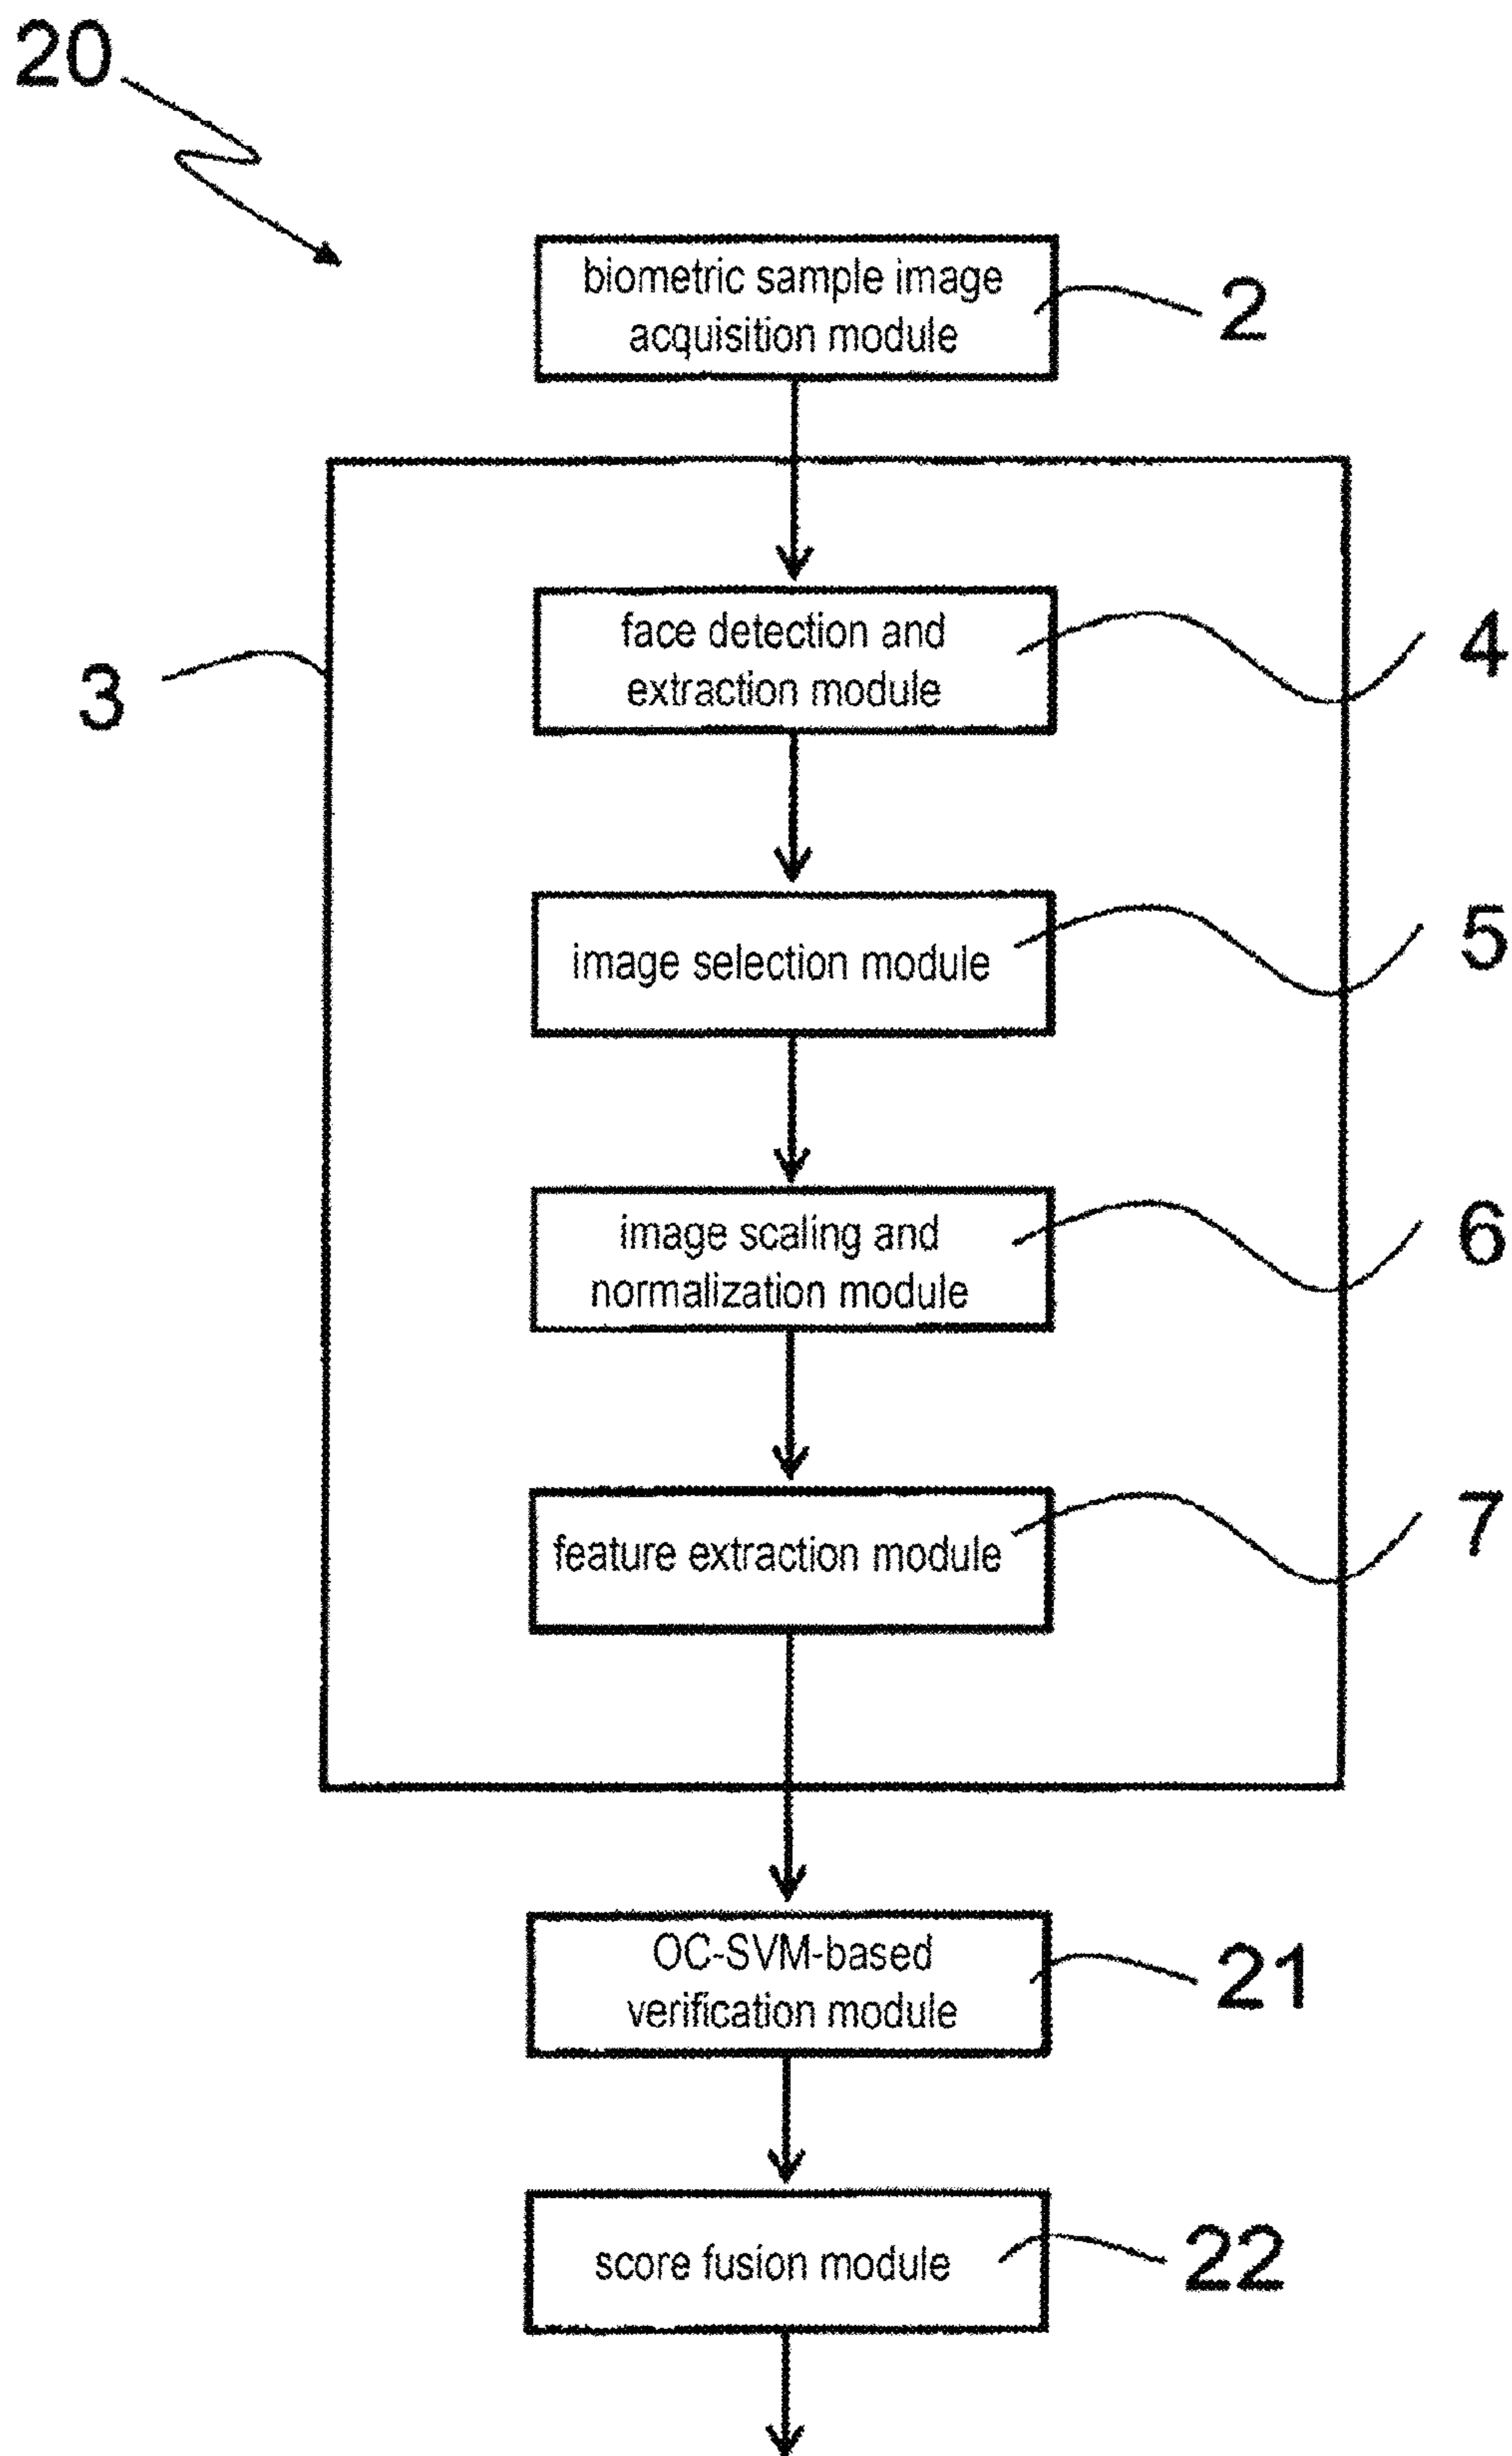 20
biometric sample image
acquisition module
2
3
face detection and
extraction module
4
image selection module
5
image scaling and
normalization module
6
feature extraction module
7
OC-SVM-based
verification module
21
score fusion module
22